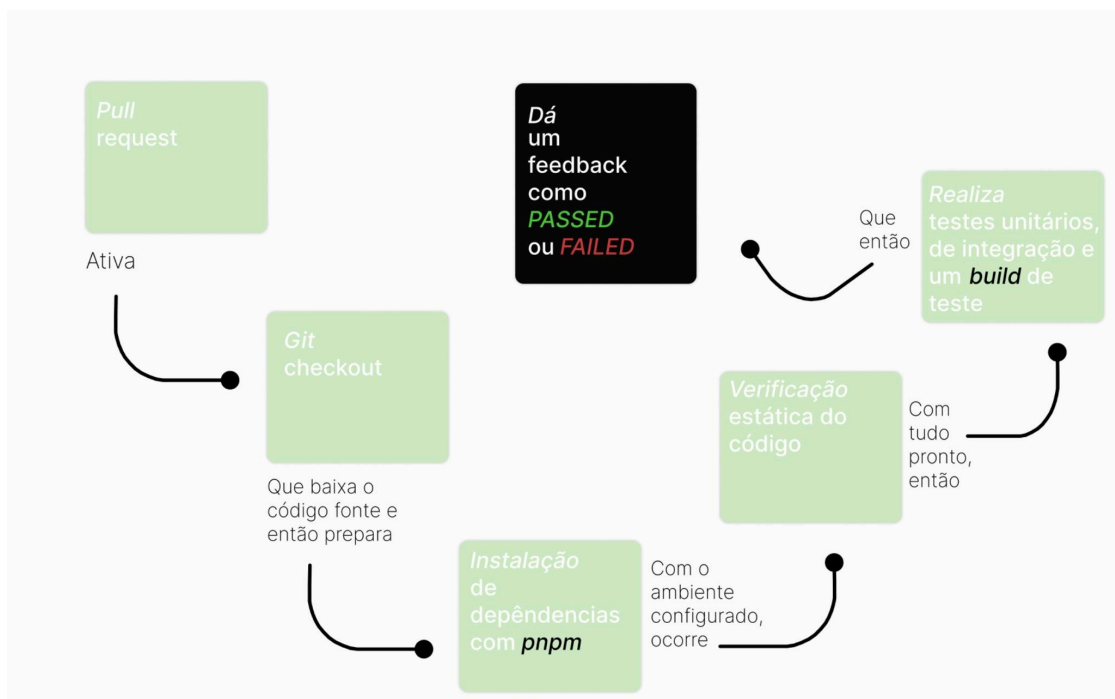 Pull
request
Ativa
Git
checkout
Que baixa o
código fonte e
então prepara
Instalação
de
depêndencias
com pnpm
Com o
ambiente
configurado,
ocorre
Verificação
estática do
código
Com
tudo
pronto,
então
Realiza
testes unitários,
de integração e
um build de
teste
Que
então
Dá
um
feedback
como
PASSED
ou FAILED